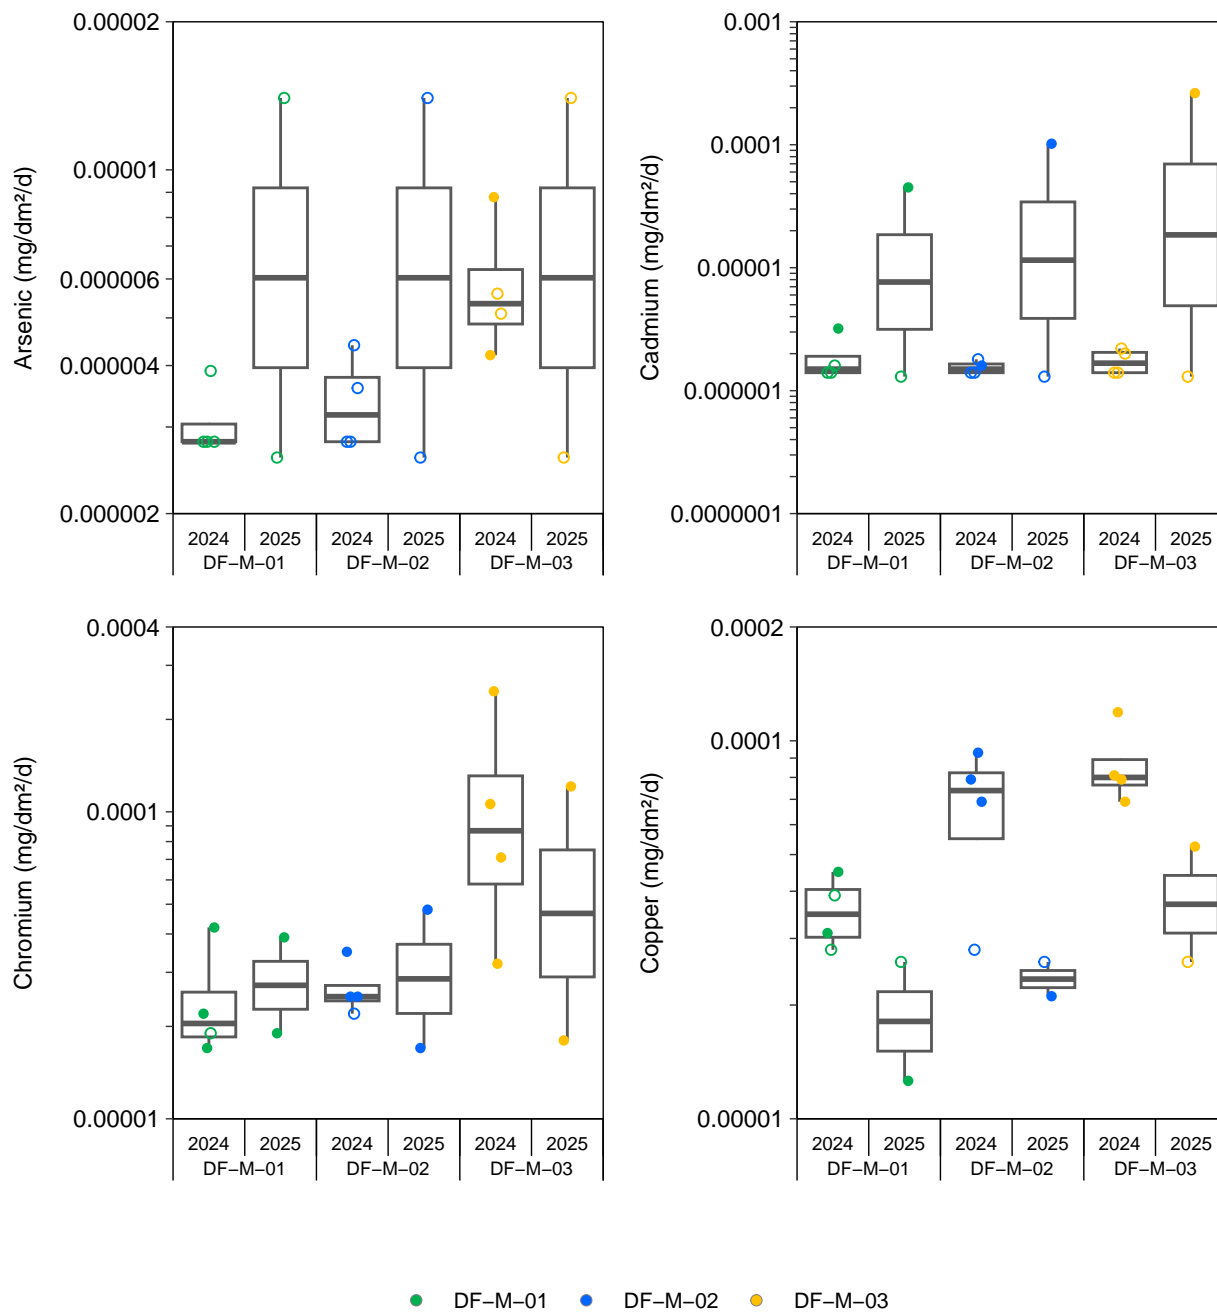 Arsenic (mg/dm²/d)
0.00002
0.00001
0.000006
0.000004
0.000002
2024 2025 2024 2025 2024 2025
DF−M−01 DF−M−02 DF−M−03
Cadmium (mg/dm²/d)
0.001
0.0001
0.00001
0.000001
0.0000001
2024 2025 2024 2025 2024 2025
DF−M−01 DF−M−02 DF−M−03
Chromium (mg/dm²/d)
0.0004
0.0001
0.00001
2024 2025 2024 2025 2024 2025
DF−M−01 DF−M−02 DF−M−03
Copper (mg/dm²/d)
0.0002
0.0001
0.00001
2024 2025 2024 2025 2024 2025
DF−M−01 DF−M−02 DF−M−03
DF−M−01 DF−M−02 DF−M−03